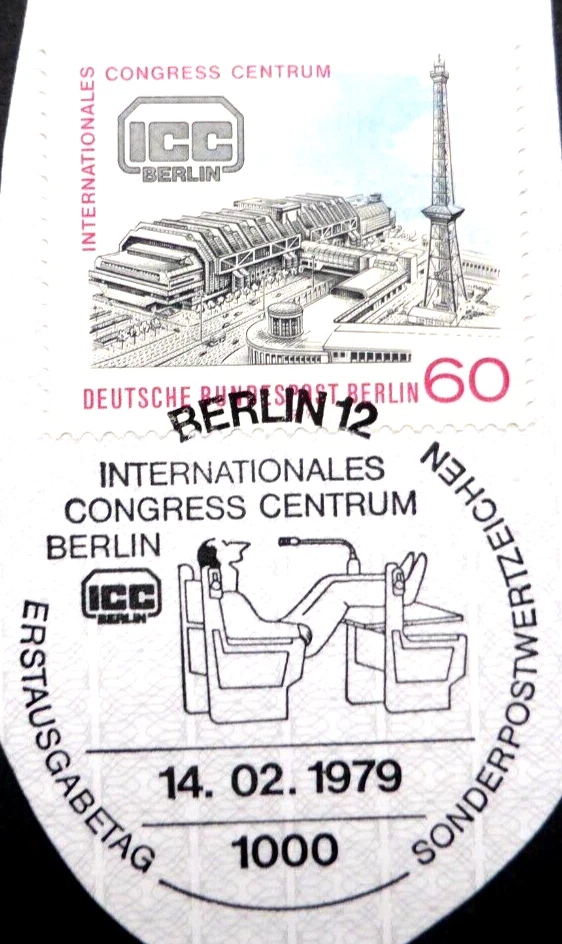 INTERNATIONALES
CONGRESS CENTRUM
ICC
BERLIN
DEUTSCHE BUNDESPOST BERLIN 60
BERLIN 12
INTERNATIONALES
CONGRESS CENTRUM
BERLIN
ICC
BERLIN
ERSTAUSGABETAG
SONDERPOSTWERTZEICHEN
14. 02. 1979
1000